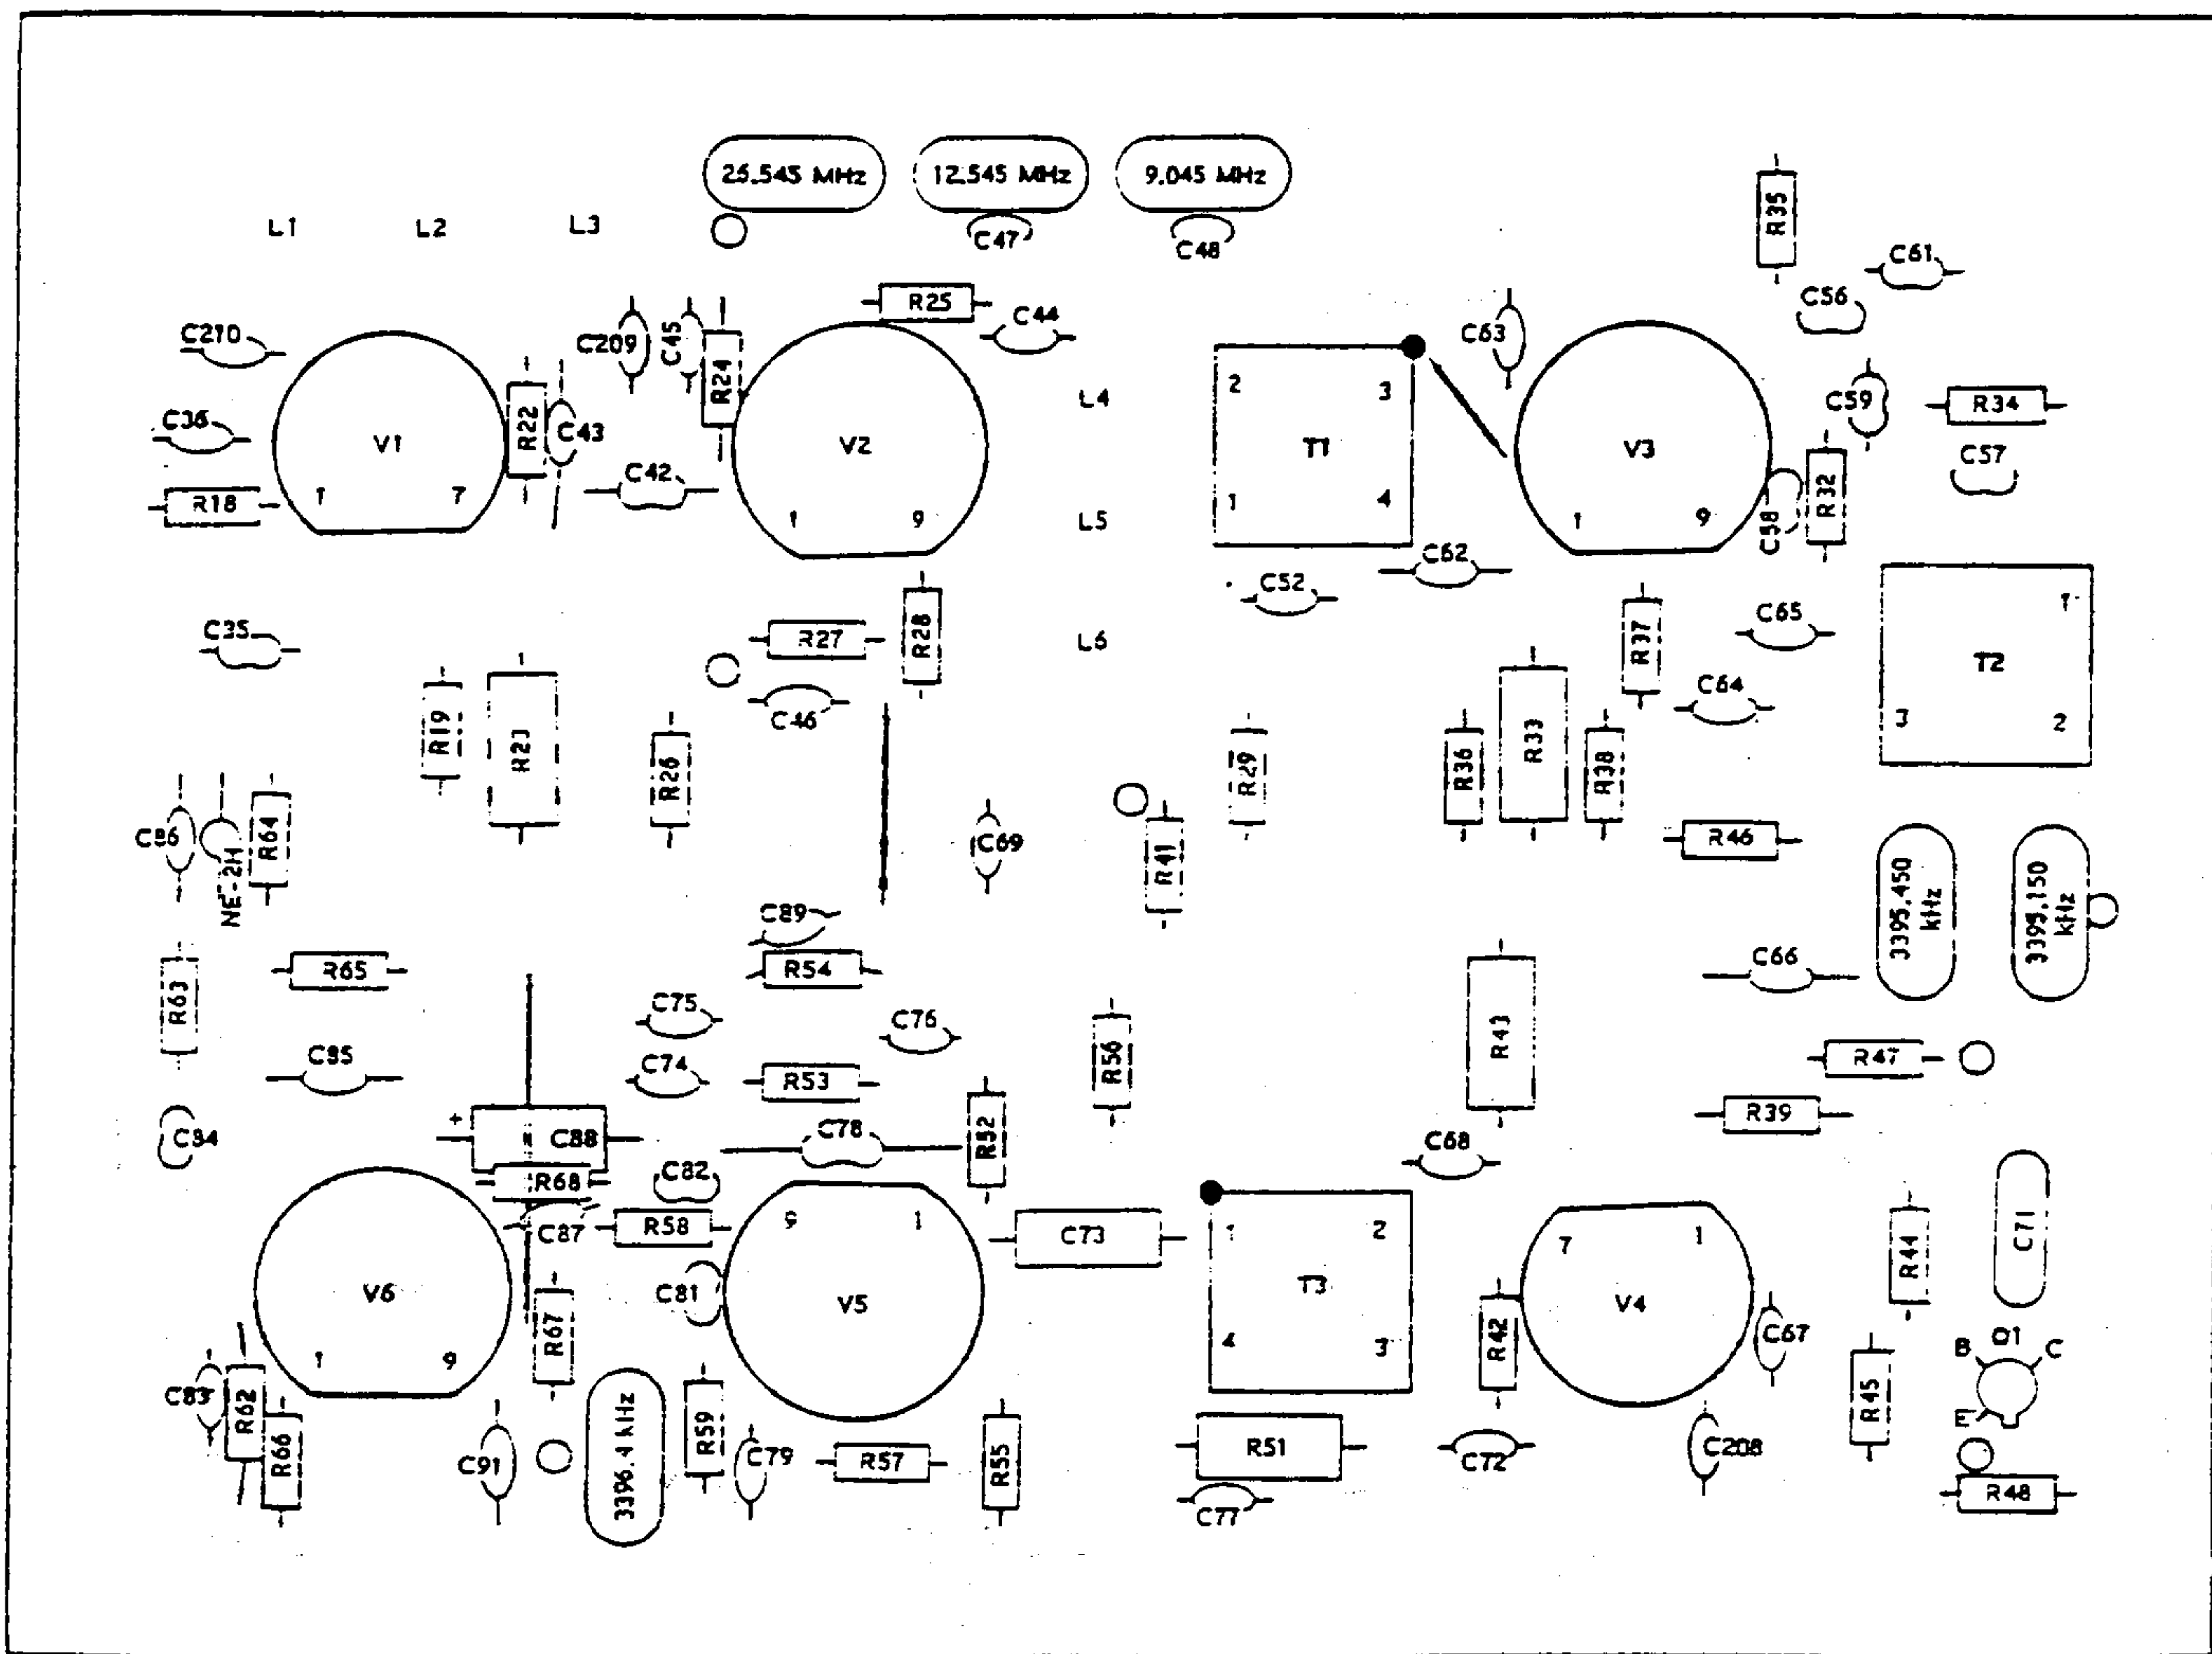 25.545 MHz 12.545 MHz 9.045 MHz
L1 L2 L3
C47 C48
R35
C61
R25
C44
C56
C210
C209 C45
R24
C63
R22
L4
2 3
C59
R34
C36
C43
V1 V2 T1 V3
C42
C57
R18
1 7
1 9
L5
1 4
1 9
C58
R32
C62
C52
1
C35
R27
R28
L6
R37
C65
T2
C64
C46
3 2
R19
R23
R26
R29
R36
R33
R38
C86
NE-2H
R64
C69
R41
R46
3395.450
kHz
3395.150
kHz
C89
R65
R54
C66
R63
C75
C76
R56
R43
C85
C74
R53
R47
R39
+
C84
C88
C78
R52
C68
R68
C82
C87
R58
9 1
C73
1 2
7 1
R44
C71
V6
C81
V5
T3
V4
R67
4 3
R42
C67
Q1
B C
1 9
C83
R62
R66
R45
E
C91
3396.4 kHz
R59
C79
R57
R55
R51
C72
C208
C77
R48